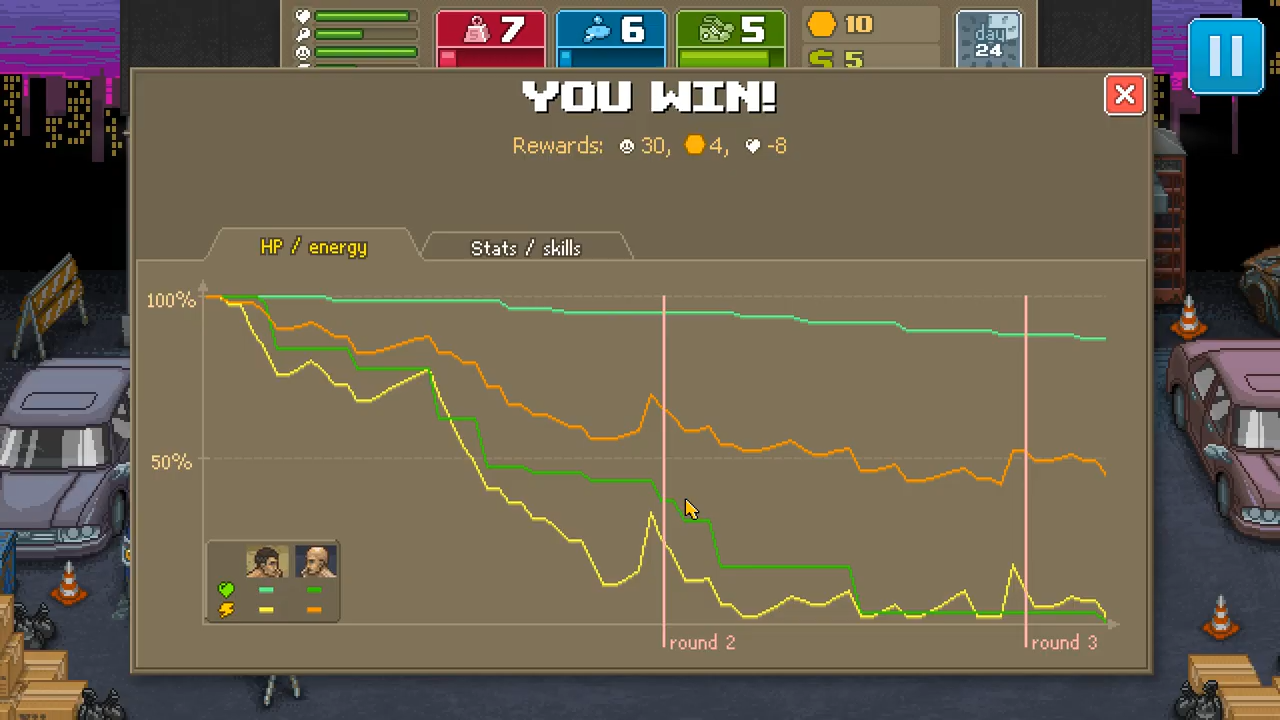 7
6
5
10
5
day
24
YOU WIN!
Rewards: 30, 4, -8
HP / energy
Stats / skills
100%
50%
round 2
round 3